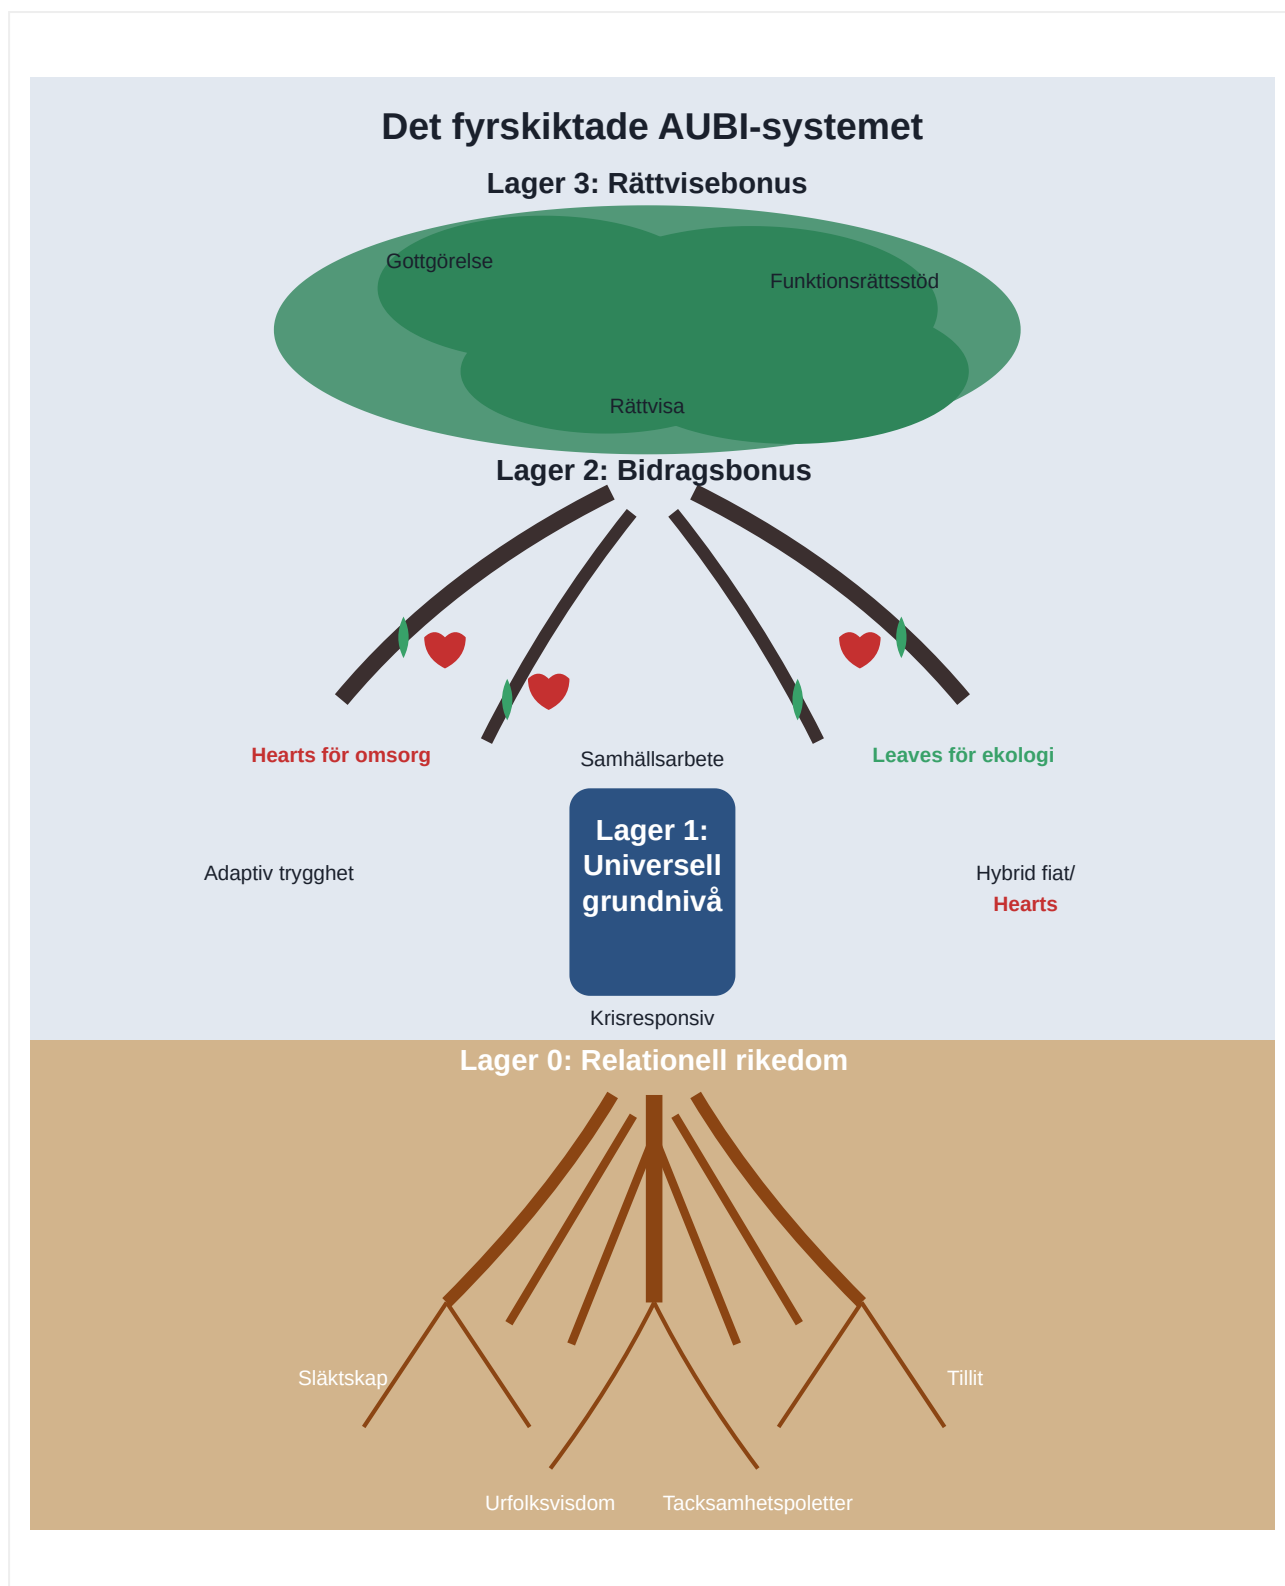 Det fyrskiktade AUBI-systemet
Lager 3: Rättvisebonus
Gottgörelse
Funktionsrättsstöd
Rättvisa
Lager 2: Bidragsbonus
Hearts för omsorg
Samhällsarbete
Leaves för ekologi
Lager 1:
Universell
grundnivå
Adaptiv trygghet
Hybrid fiat/
Hearts
Krisresponsiv
Lager 0: Relationell rikedom
Släktskap
Tillit
Urfolksvisdom
Tacksamhetspoletter